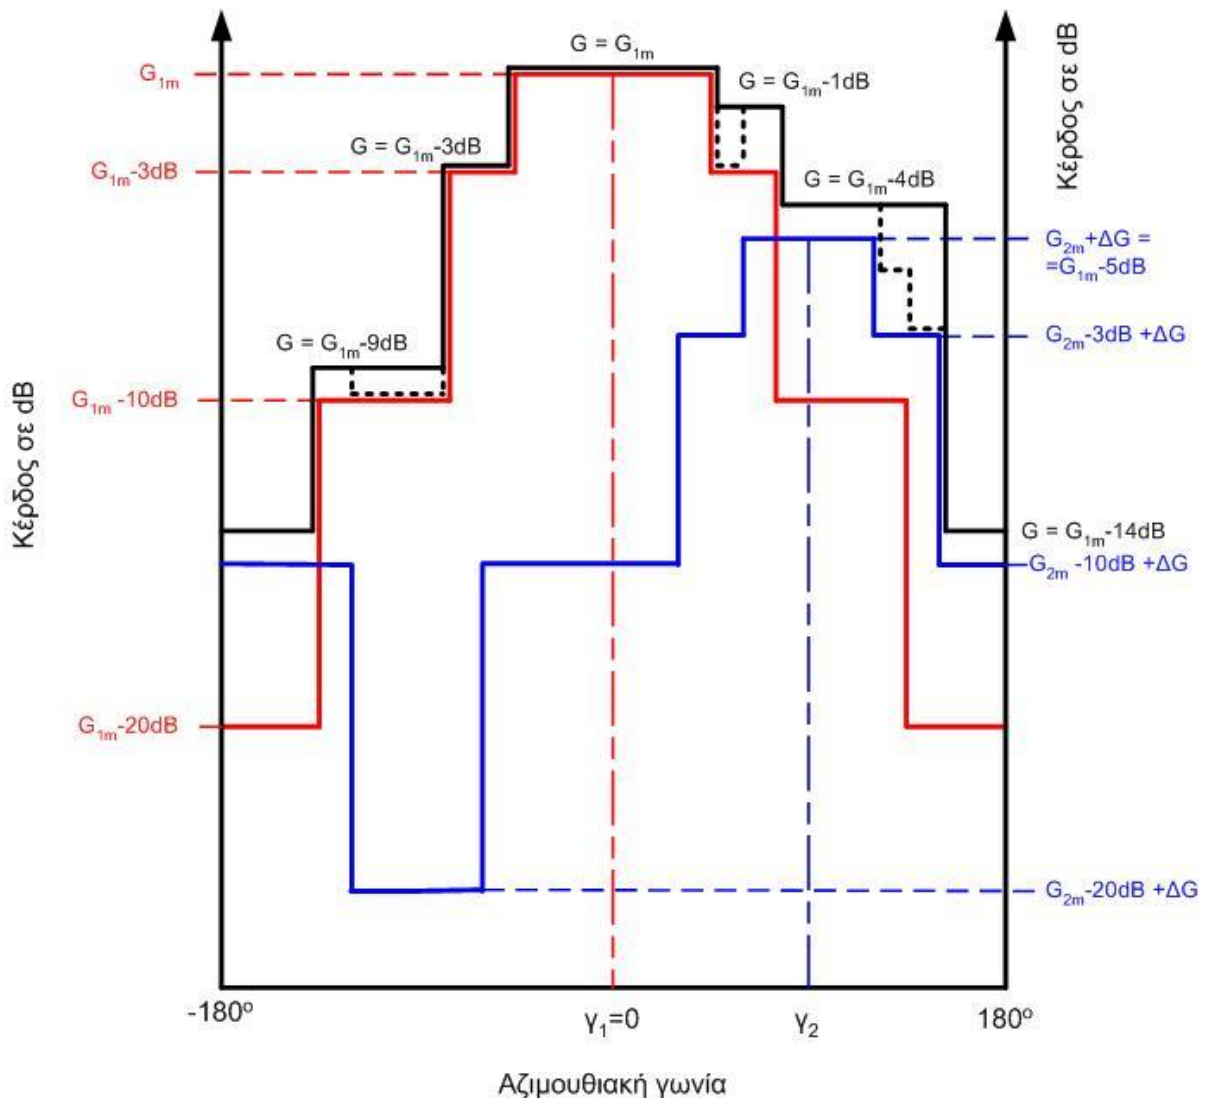 G = G1m
Κέρδος σε dB
G1m
G = G1m-1dB
G = G1m-3dB
G1m-3dB
G = G1m-4dB
G2m+ΔG =
=G1m-5dB
G2m-3dB +ΔG
G = G1m-9dB
G1m -10dB
Κέρδος σε dB
G = G1m-14dB
G2m -10dB +ΔG
G1m-20dB
G2m-20dB +ΔG
-180º
γ1=0
γ2
180º
Αζιμουθιακή γωνία